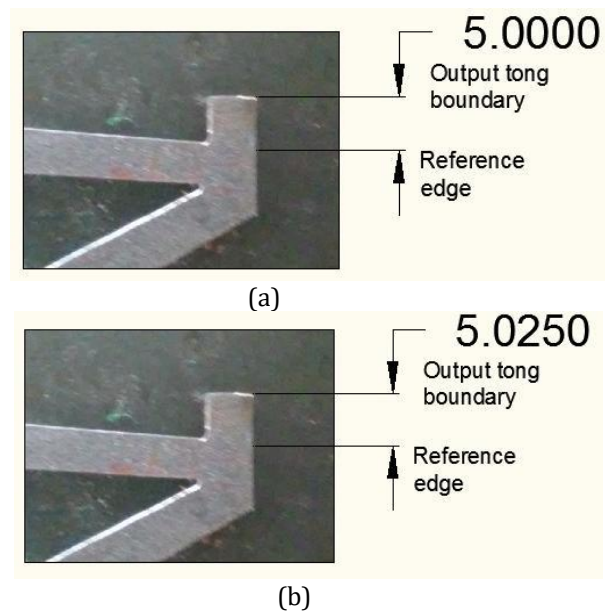 5.0000
Output tong
boundary
Reference
edge
(a)
5.0250
Output tong
boundary
Reference
edge
(b)